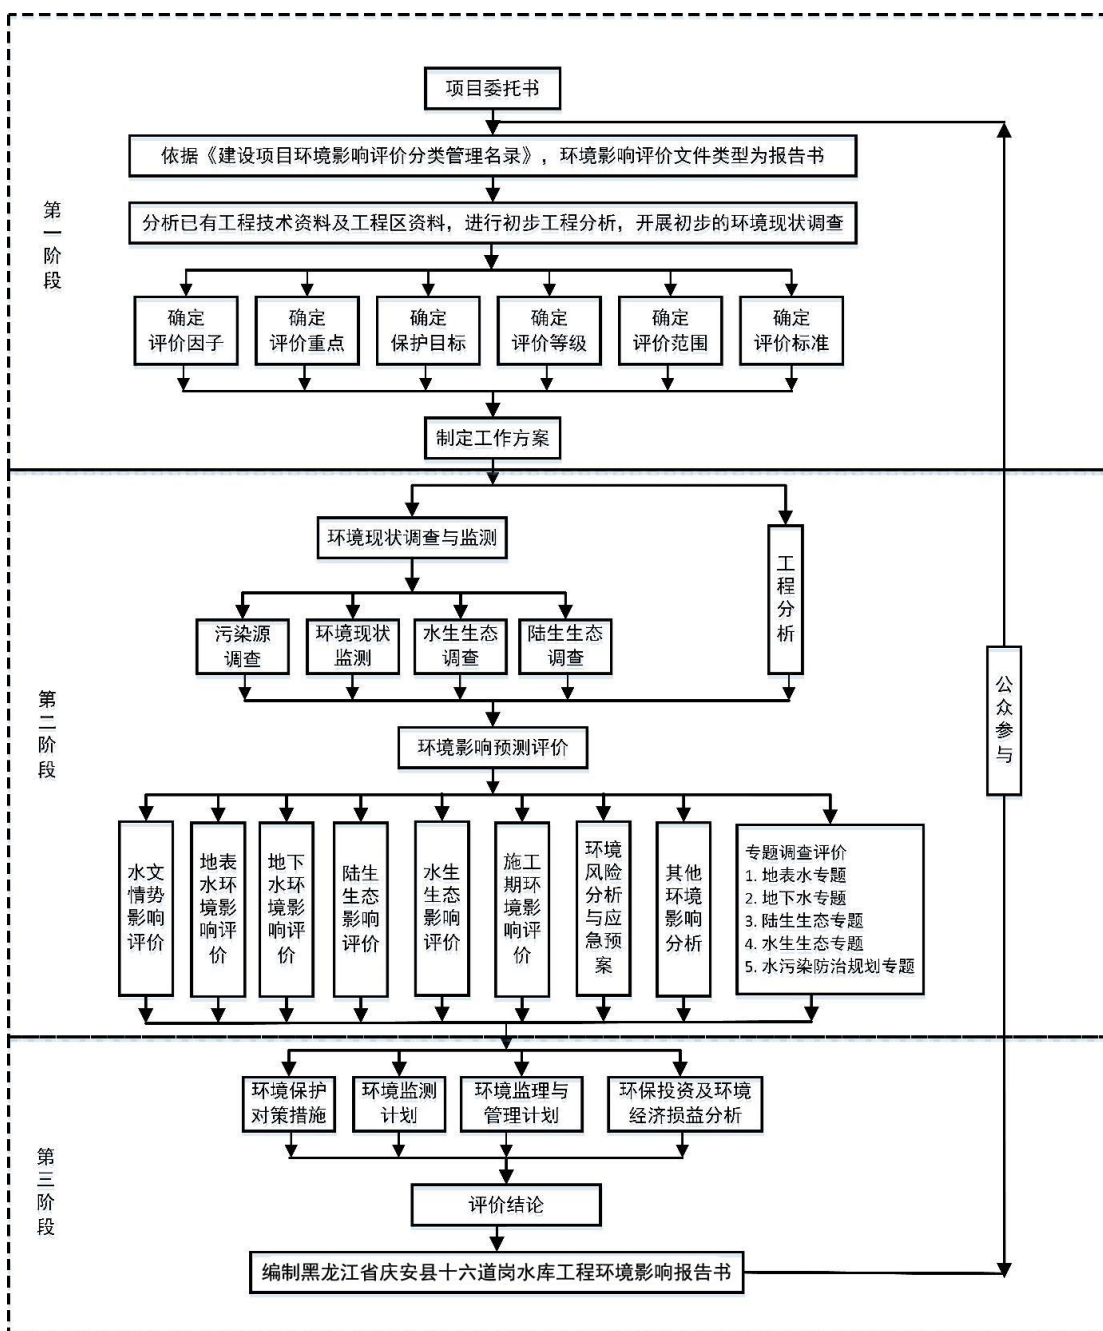 项目委托书
依据《建设项目环境影响评价分类管理名录》，环境影响评价文件类型为报告书
分析已有工程技术资料及工程区资料，进行初步工程分析，开展初步的环境现状调查
第一阶段
确定
评价因子
确定
评价重点
确定
保护目标
确定
评价等级
确定
评价范围
确定
评价标准
制定工作方案
环境现状调查与监测
工程分析
污染源
调查
环境现状
监测
水生生态
调查
陆生生态
调查
公众参与
第二阶段
环境影响预测评价
水文
情势
影响
评价
地表
水环
境影
响评
价
地下
水环
境影
响评
价
陆生
生态
影响
评价
水生
生态
影响
评价
施工
期环
境影
响评
价
环境
风险
分析
与应
急预
案
其他
环境
影响
分析
专题调查评价
1. 地表水专题
2. 地下水专题
3. 陆生生态专题
4. 水生生态专题
5. 水污染防治规划专题
第三阶段
环境保护
对策措施
环境监测
计划
环境监理与
管理计划
环保投资及环境
经济损益分析
评价结论
编制黑龙江省庆安县十六道岗水库工程环境影响报告书